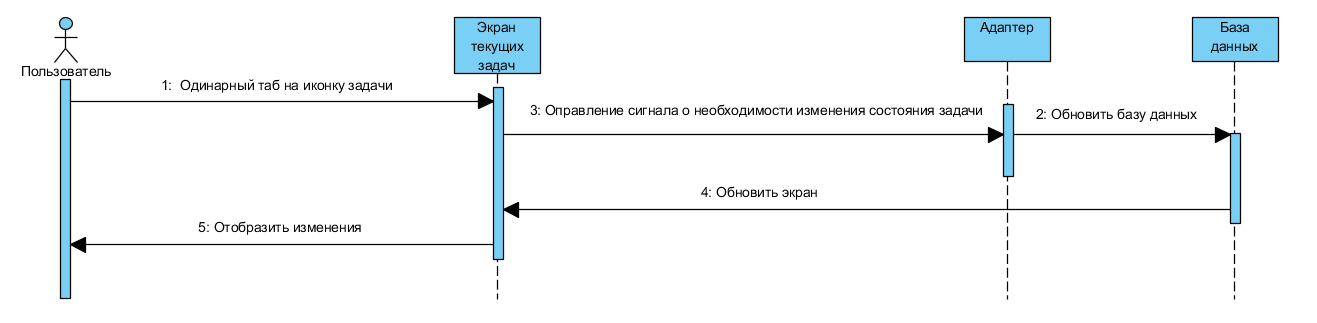 Экран
текущих
задач
Адаптер
База
данных
Пользователь
1:  Одинарный таб на иконку задачи
3: Оправление сигнала о необходимости изменения состояния задачи
2: Обновить базу данных
4: Обновить экран
5: Отобразить изменения